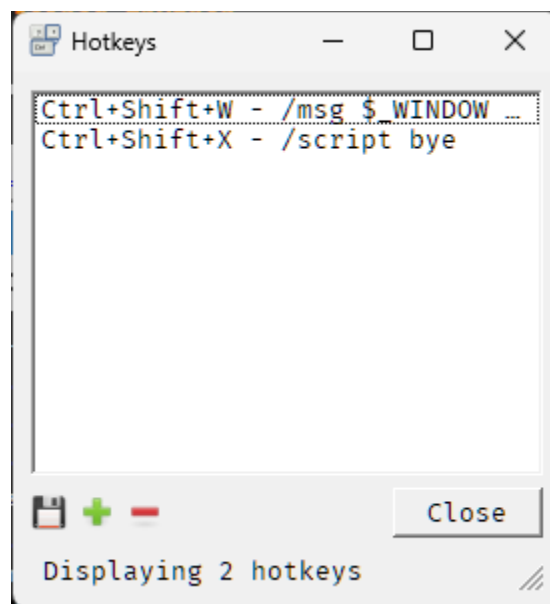 Hotkeys
Ctrl+Shift+W - /msg $_WINDOW …
Ctrl+Shift+X - /script bye
Close
Displaying 2 hotkeys